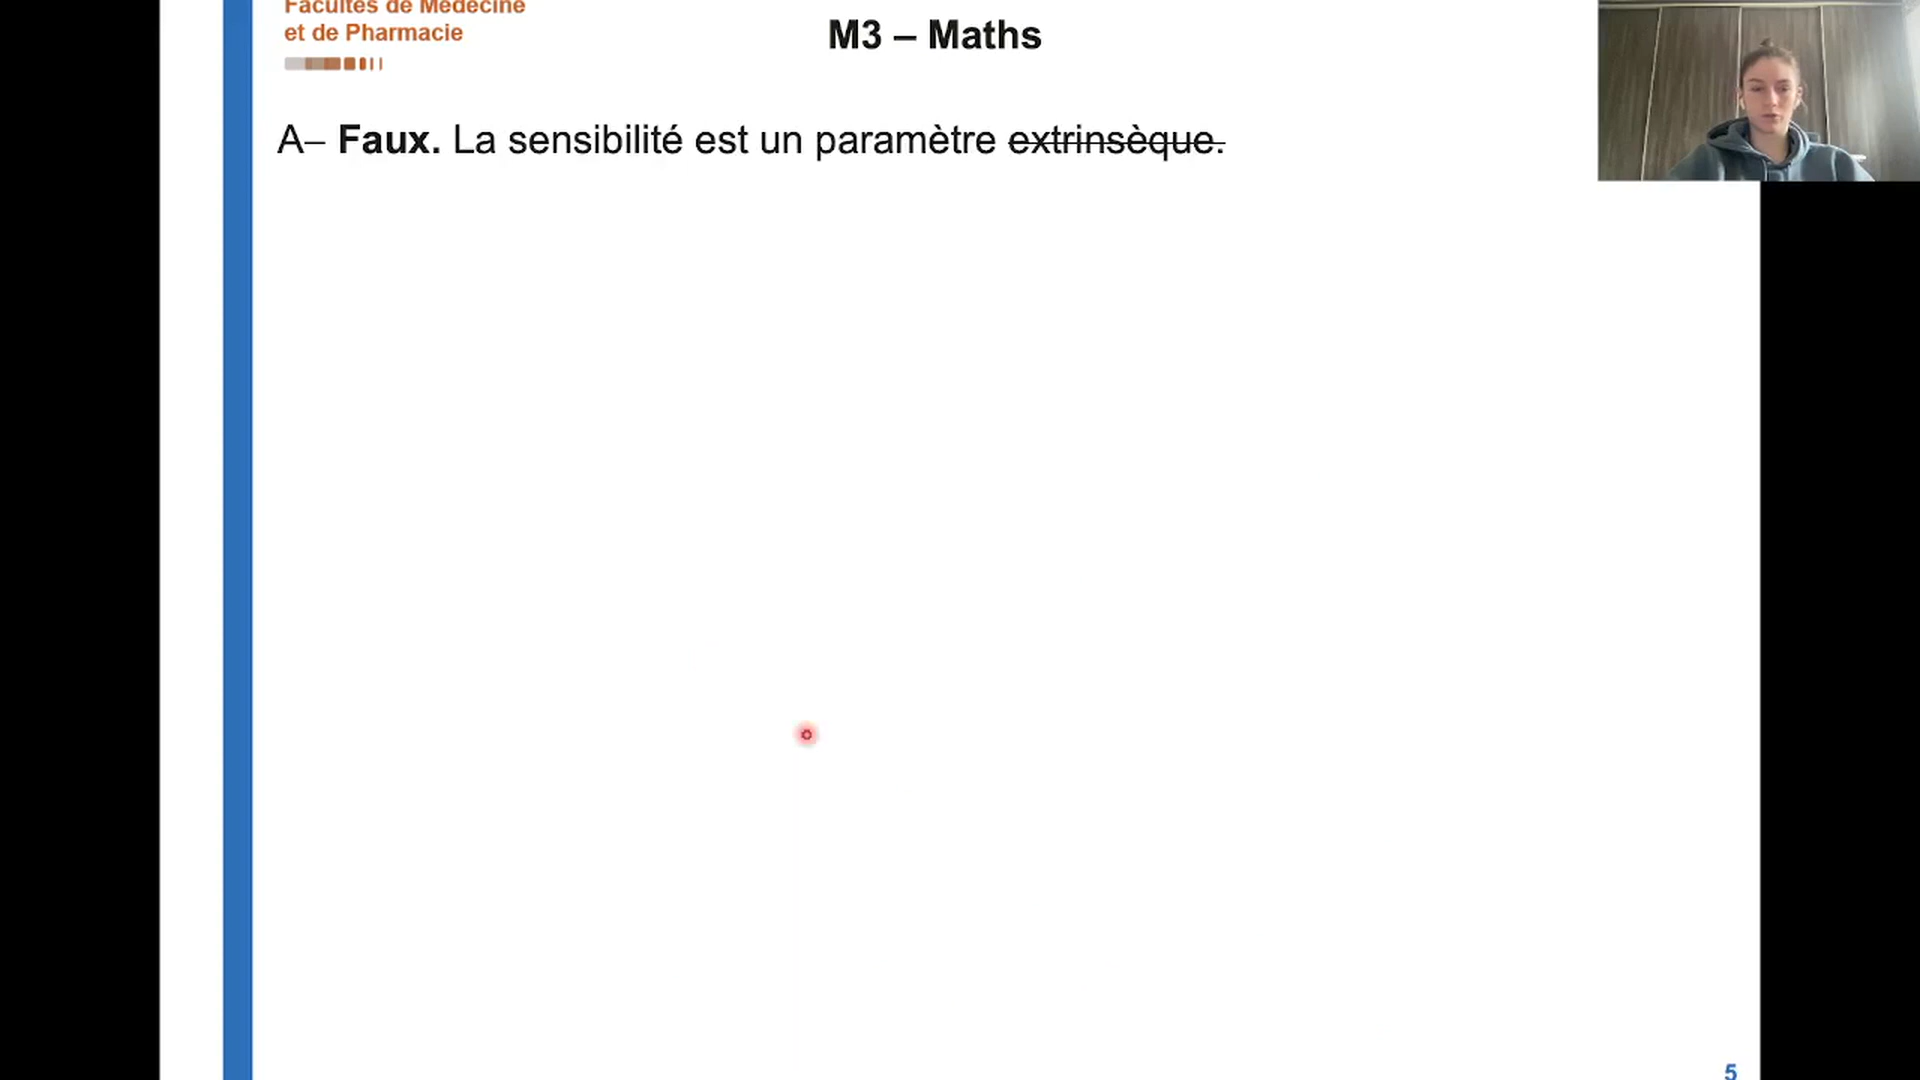 Facultés de Médecine
et de Pharmacie
M3 – Maths
A– Faux. La sensibilité est un paramètre extrinsèque.
5